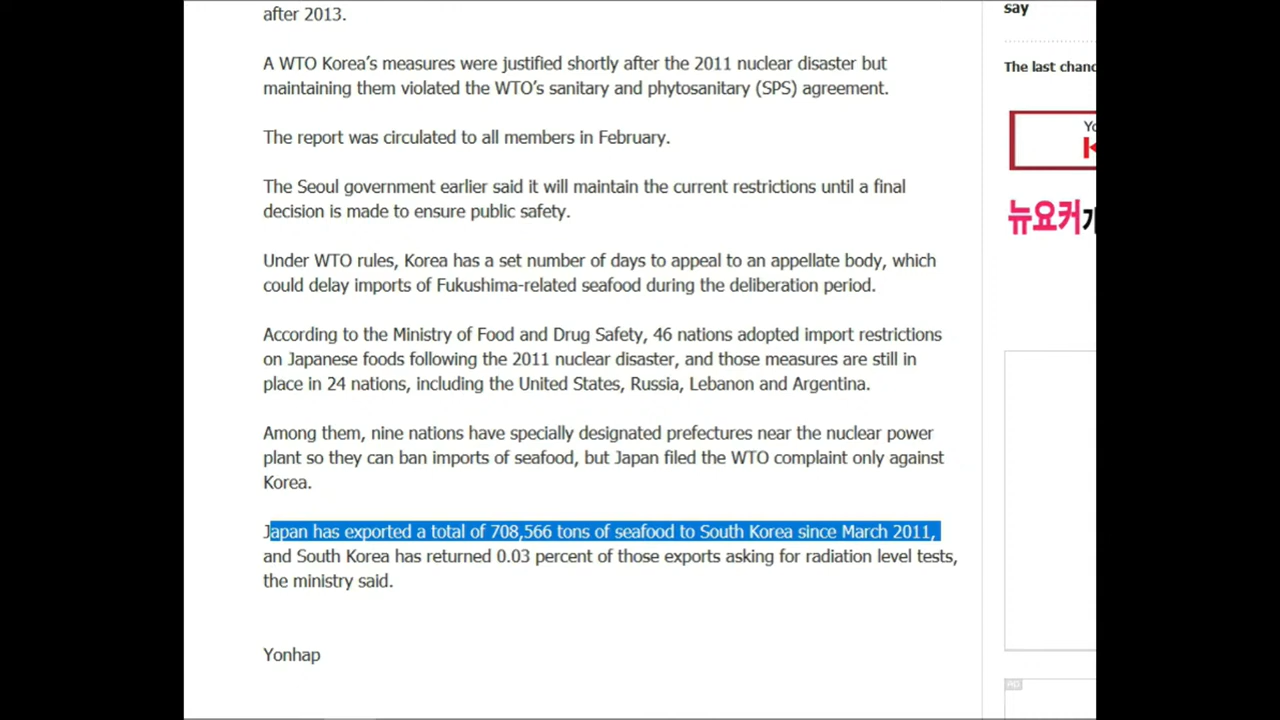 after 2013.
A WTO Korea's measures were justified shortly after the 2011 nuclear disaster but
maintaining them violated the WTO's sanitary and phytosanitary (SPS) agreement.
The report was circulated to all members in February.
The Seoul government earlier said it will maintain the current restrictions until a final
decision is made to ensure public safety.
Under WTO rules, Korea has a set number of days to appeal to an appellate body, which
could delay imports of Fukushima-related seafood during the deliberation period.
According to the Ministry of Food and Drug Safety, 46 nations adopted import restrictions
on Japanese foods following the 2011 nuclear disaster, and those measures are still in
place in 24 nations, including the United States, Russia, Lebanon and Argentina.
Among them, nine nations have specially designated prefectures near the nuclear power
plant so they can ban imports of seafood, but Japan filed the WTO complaint only against
Korea.
Japan has exported a total of 708,566 tons of seafood to South Korea since March 2011,
and South Korea has returned 0.03 percent of those exports asking for radiation level tests,
the ministry said.
Yonhap
say
The last chanc
Yo
뉴요커
AD